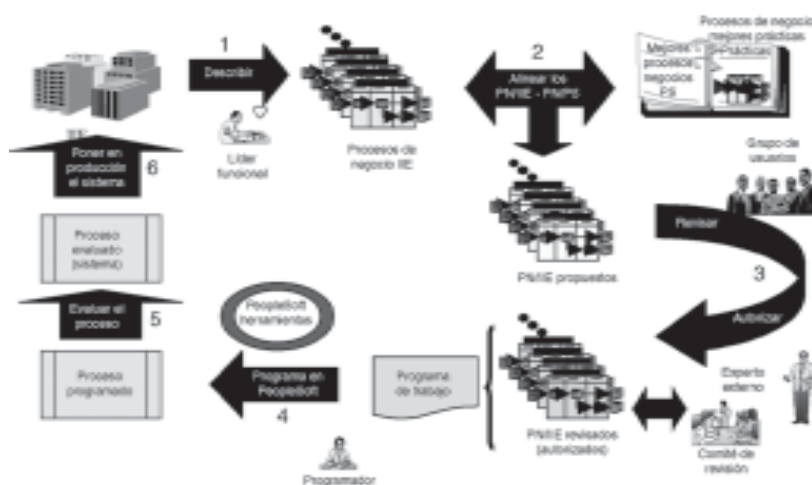 1
Describir
Líder
funcional
Procesos de
negocio IIE
2
Alinear los
PN/IIE - PN/PS
Procesos de negocio
mejores prácticas
Prácticas
Mejores
procesos
negocios
PS
Grupo de
usuarios
PN/IIE propuestos
Revisar
3
Autorizar
Experto
externo
Comité de
revisión
PN/IIE revisados
(autorizados)
Programa
de trabajo
Programa en
PeopleSoft
4
Programador
PeopleSoft
herramientas
Proceso
programado
Evaluar el
proceso
5
Proceso
evaluado
(sistema)
Poner en
producción
el sistema
6